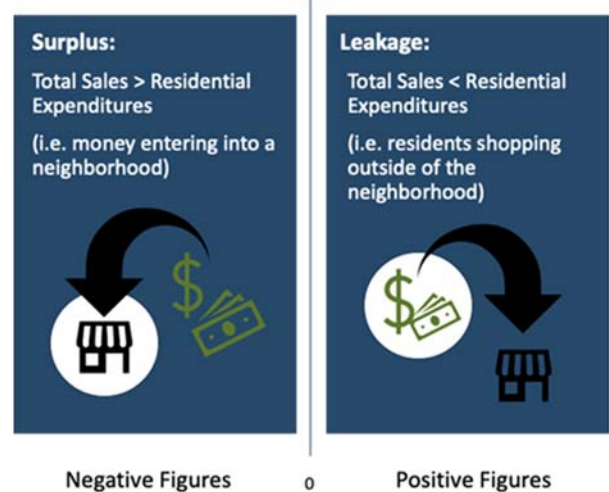 Surplus:
Total Sales > Residential
Expenditures
(i.e. money entering into a
neighborhood)
Leakage:
Total Sales < Residential
Expenditures
(i.e. residents shopping
outside of the
neighborhood)
$
$
Negative Figures
0
Positive Figures